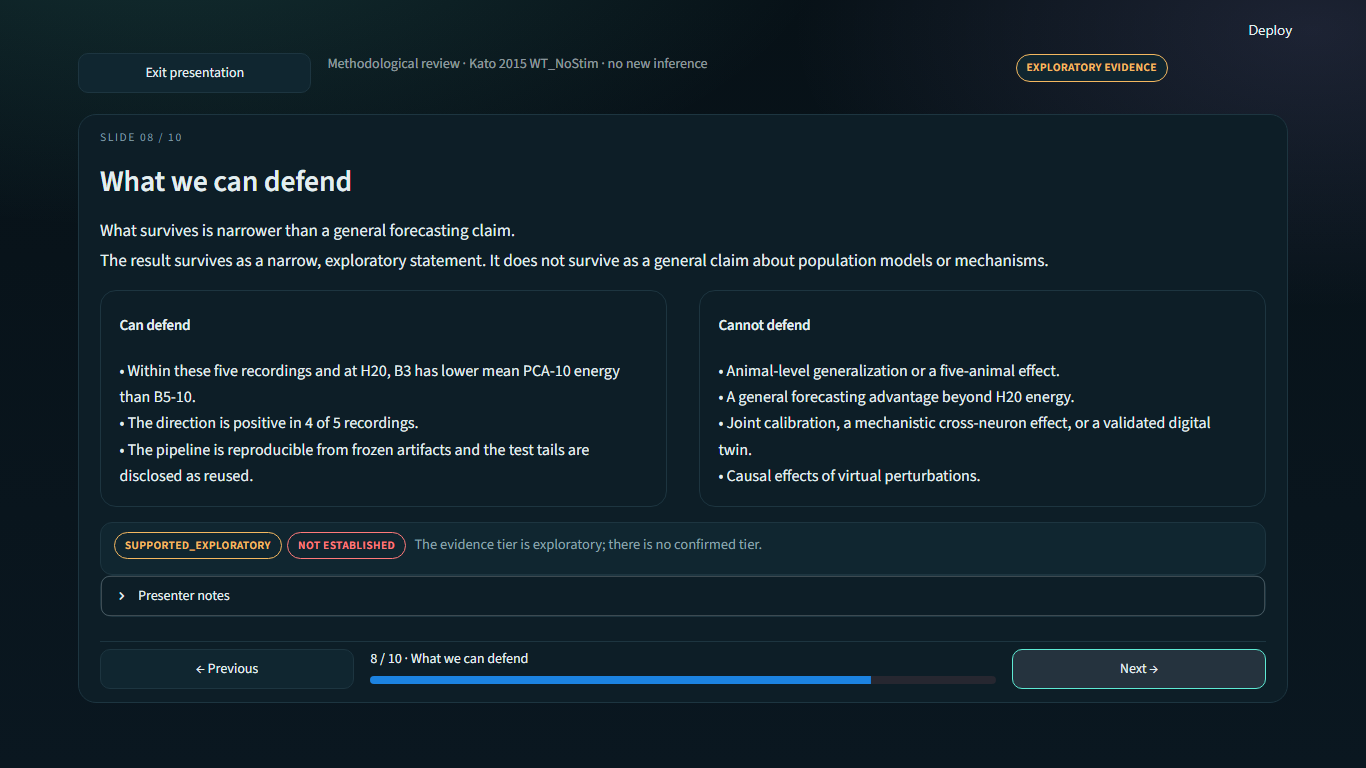 Deploy
Exit presentation
Methodological review · Kato 2015 WT_NoStim · no new inference
EXPLORATORY EVIDENCE
SLIDE 08 / 10
What we can defend
What survives is narrower than a general forecasting claim.
The result survives as a narrow, exploratory statement. It does not survive as a general claim about population models or mechanisms.
Can defend
• Within these five recordings and at H20, B3 has lower mean PCA-10 energy
than B5-10.
• The direction is positive in 4 of 5 recordings.
• The pipeline is reproducible from frozen artifacts and the test tails are
disclosed as reused.
Cannot defend
• Animal-level generalization or a five-animal effect.
• A general forecasting advantage beyond H20 energy.
• Joint calibration, a mechanistic cross-neuron effect, or a validated digital
twin.
• Causal effects of virtual perturbations.
SUPPORTED_EXPLORATORY
NOT ESTABLISHED
The evidence tier is exploratory; there is no confirmed tier.
Presenter notes
← Previous
8 / 10 · What we can defend
Next →